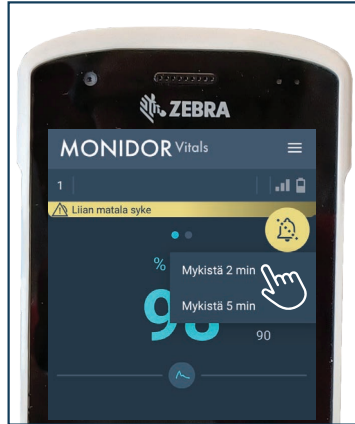 ZEBRA
MONIDOR Vitals
1
Liian matala syke
%
Mykistä 2 min
Mykistä 5 min
90